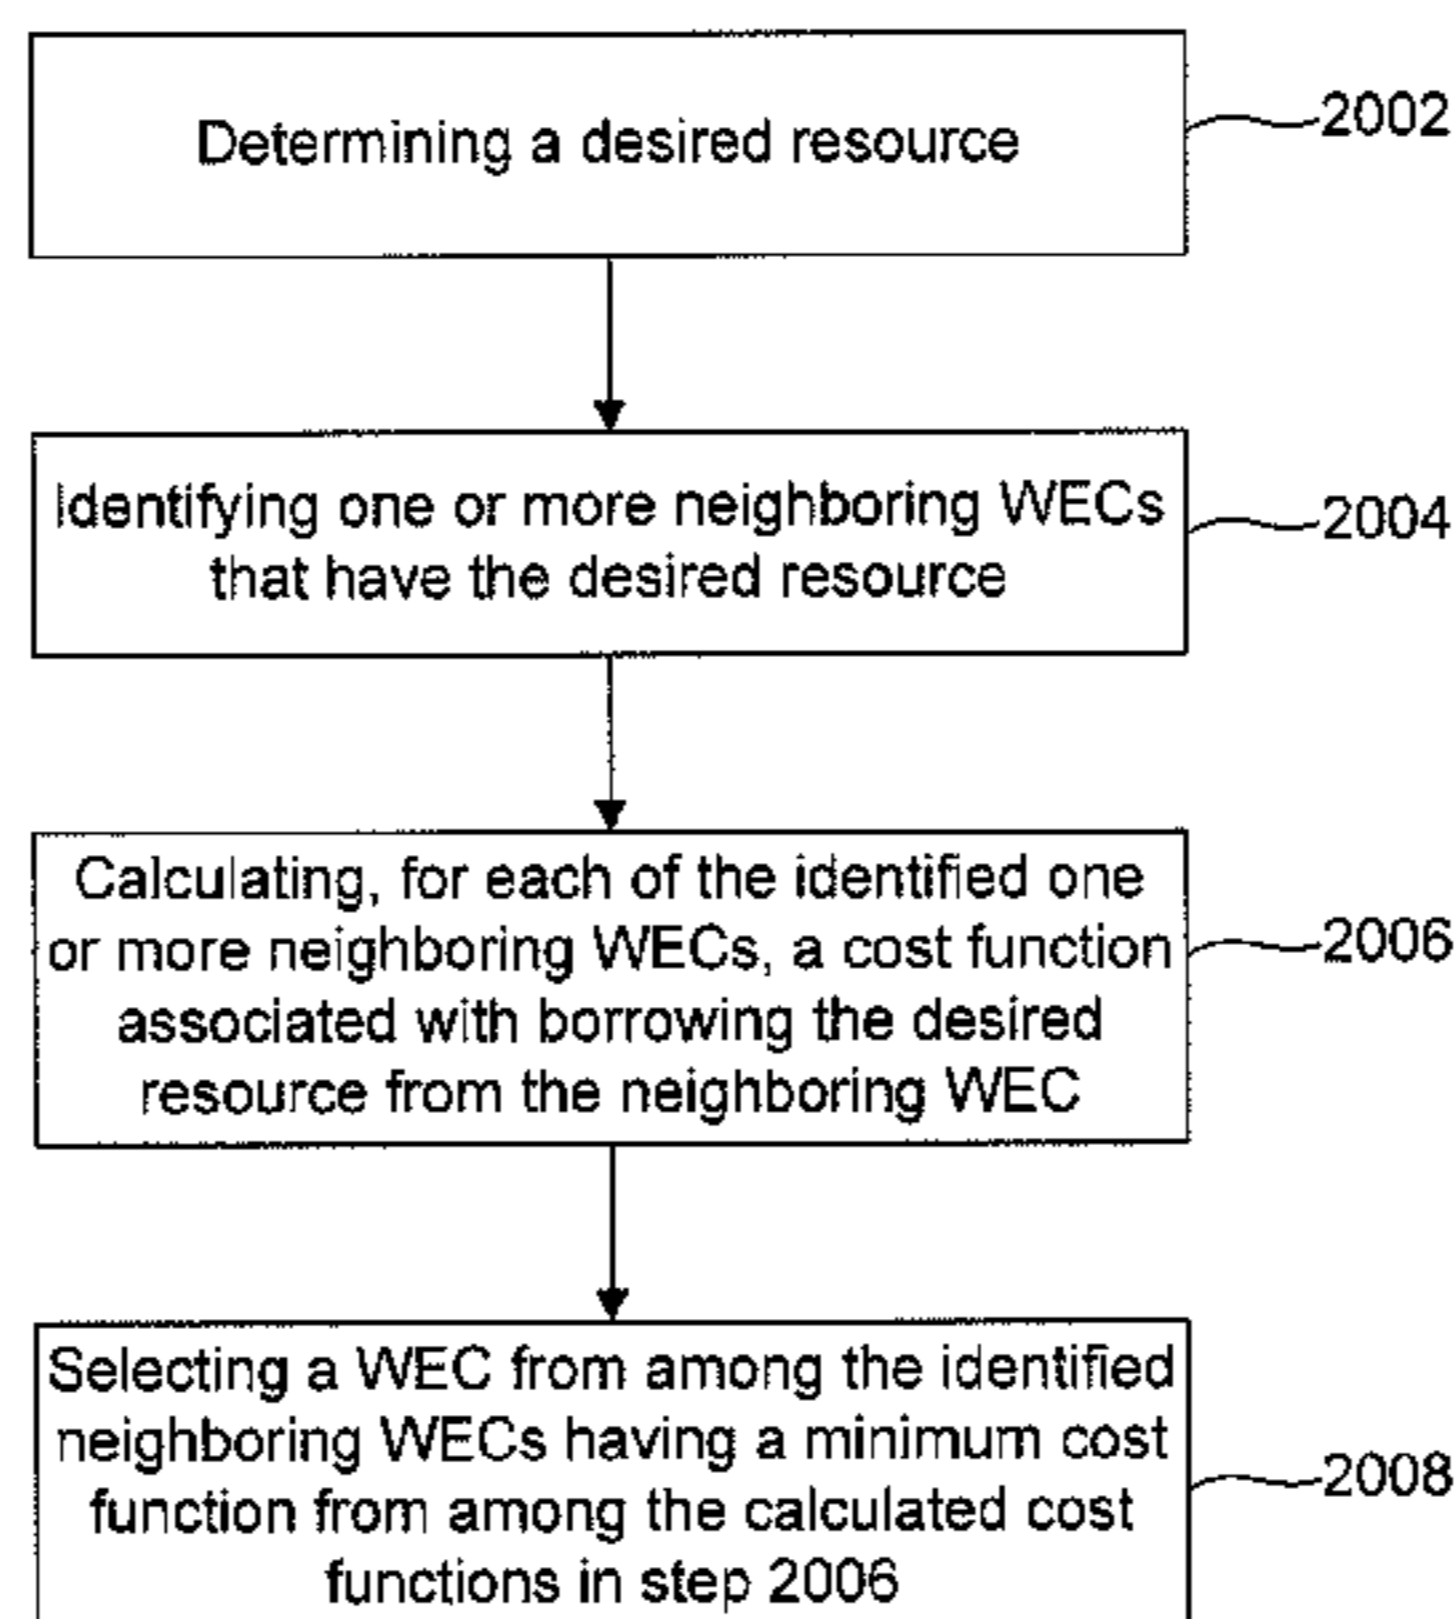 Determining a desired resource
2002
Identifying one or more neighboring WECs
that have the desired resource
2004
Calculating, for each of the identified one
or more neighboring WECs, a cost function
associated with borrowing the desired
resource from the neighboring WEC
2006
Selecting a WEC from among the identified
neighboring WECs having a minimum cost
function from among the calculated cost
functions in step 2006
2008